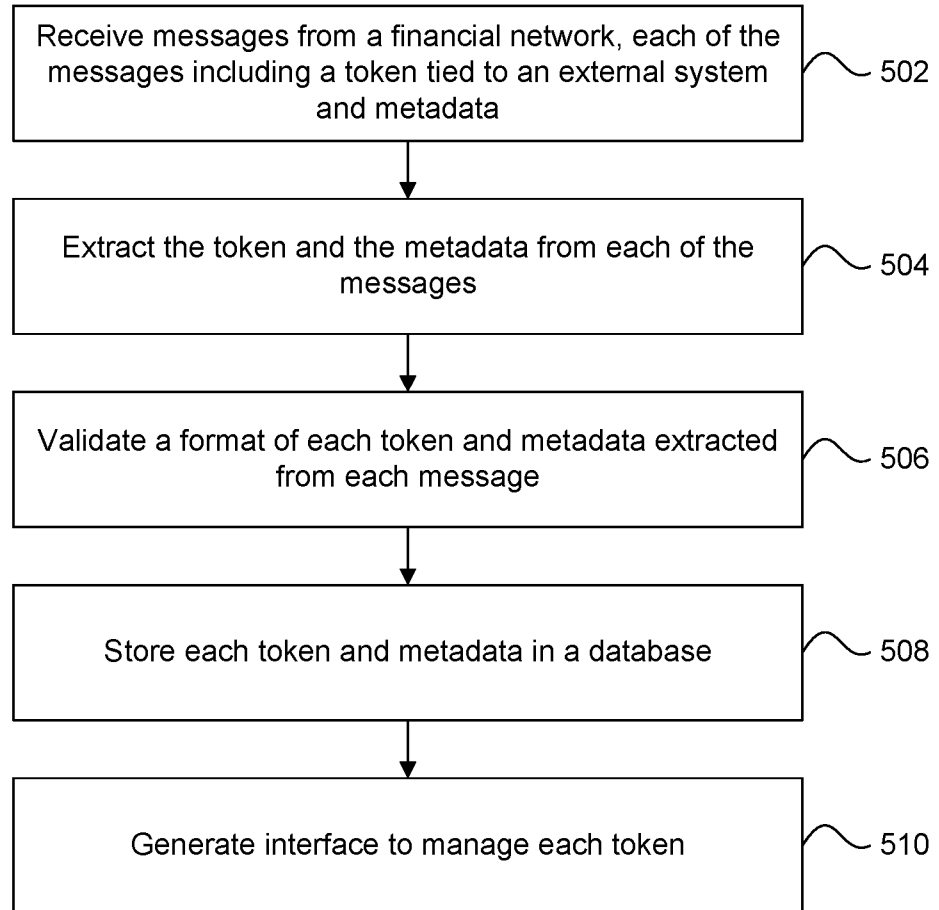 Receive messages from a financial network, each of the
messages including a token tied to an external system
and metadata
502
Extract the token and the metadata from each of the
messages
504
Validate a format of each token and metadata extracted
from each message
506
Store each token and metadata in a database
508
Generate interface to manage each token
510